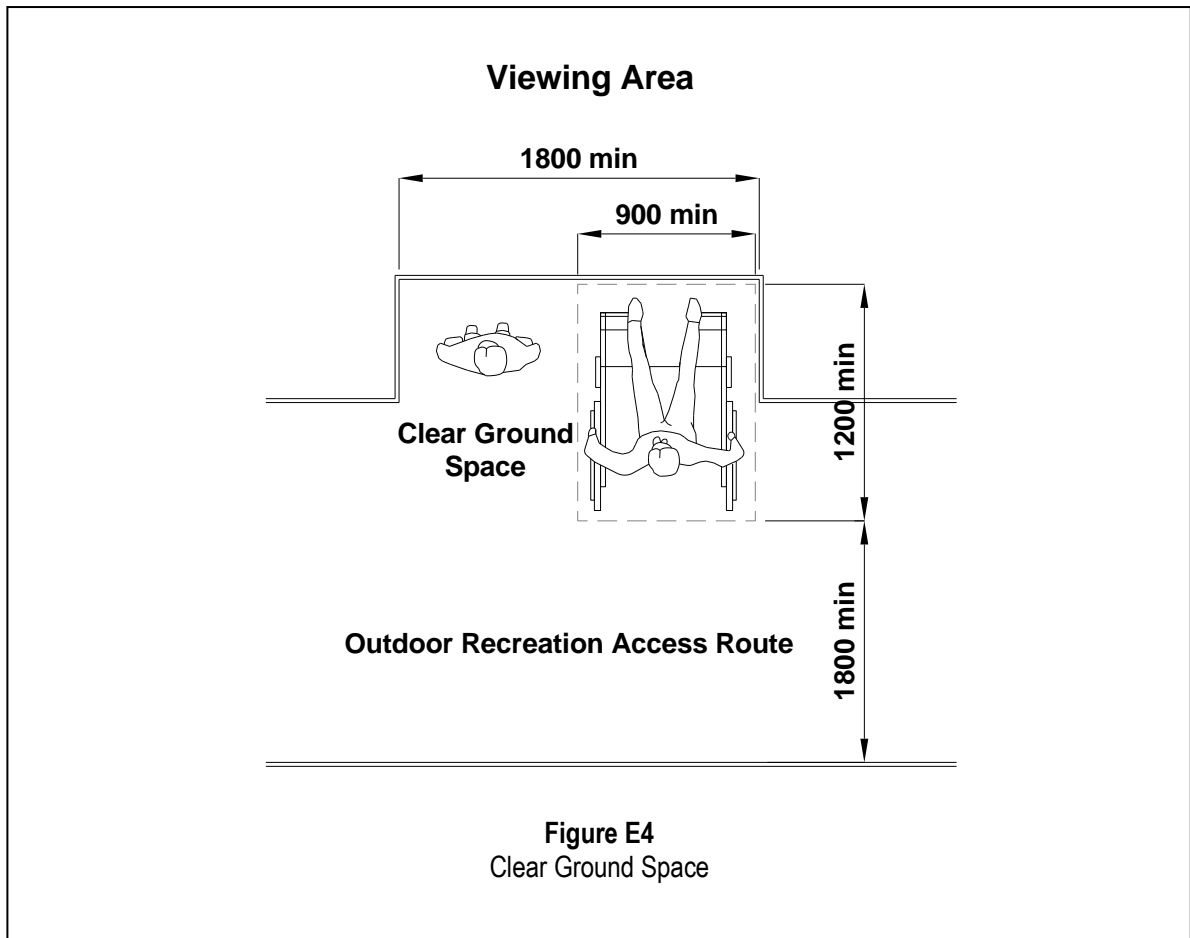 Viewing Area
1800 min
900 min
Clear Ground
Space
1200 min
Outdoor Recreation Access Route
1800 min
Figure E4
Clear Ground Space